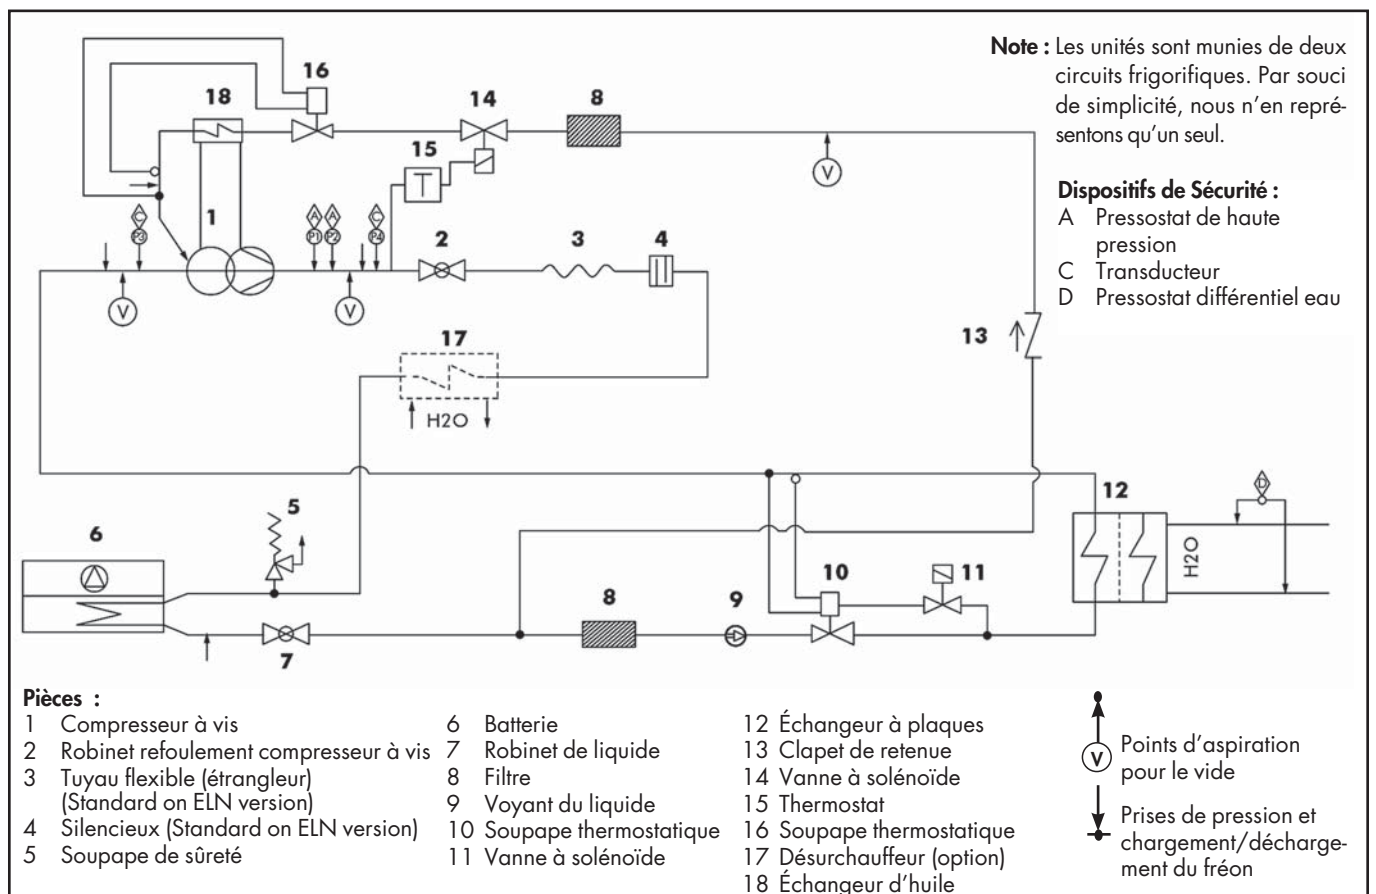 Note : Les unités sont munies de deux
circuits frigorifiques. Par souci
de simplicité, nous n'en repré-
sentons qu'un seul.
Dispositifs de Sécurité :
A Pressostat de haute
pression
C Transducteur
D Pressostat différentiel eau
16
18
14
8
15
1
C
P3
A
P1
A
P2
C
P4
T
V
V
V
2
3
4
13
17
H2O
5
6
12
D
H2O
10
11
8
9
7
Pièces :
1 Compresseur à vis
2 Robinet refoulement compresseur à vis
3 Tuyau flexible (étrangleur)
(Standard on ELN version)
4 Silencieux (Standard on ELN version)
5 Soupape de sûreté
6 Batterie
7 Robinet de liquide
8 Filtre
9 Voyant du liquide
10 Soupape thermostatique
11 Vanne à solénoïde
12 Échangeur à plaques
13 Clapet de retenue
14 Vanne à solénoïde
15 Thermostat
16 Soupape thermostatique
17 Désurchauffeur (option)
18 Échangeur d'huile
V
Points d'aspiration
pour le vide
Prises de pression et
chargement/décharge-
ment du fréon